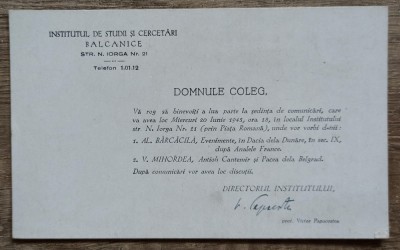 INSTITUTUL DE STUDII ȘI CERCETĂRI
BALCANICE
STR. N. IORGA Nr. 21
Telefon 1.01.12
DOMNULE COLEG,
Vă rog să binevoiți a lua parte la ședința de comunicări, care
va avea loc Miercuri 20 Iunie 1945, ora 18, în localul Institutului
str. N. Iorga Nr. 21 (prin Piața Romană), unde vor vorbi d-nii:
1. AL. BĂRCĂCILĂ, Evenimente, în Dacia dela Dunăre, în sec. IX,
după Analele France.
2. V. MIHORDEA, Antioh Cantemir și Pacea dela Belgrad.
După comunicări vor avea loc discuții.
DIRECTORUL INSTITUTULUI,
V. Papacostea
prof. Victor Papacostea